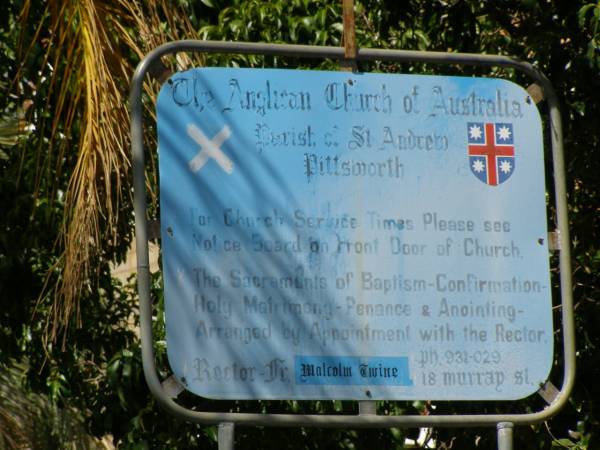 The Anglican Church of Australia
Parish of St Andrew
Pittsworth
For Church Service Times Please see
Notice Board on Front Door of Church.
The Sacraments of Baptism-Confirmation-
Holy Matrimony-Penance & Anointing-
Arranged by Appointment with the Rector.
Rector-Fr. Malcolm Twine Ph. 931-029
18 murray st.